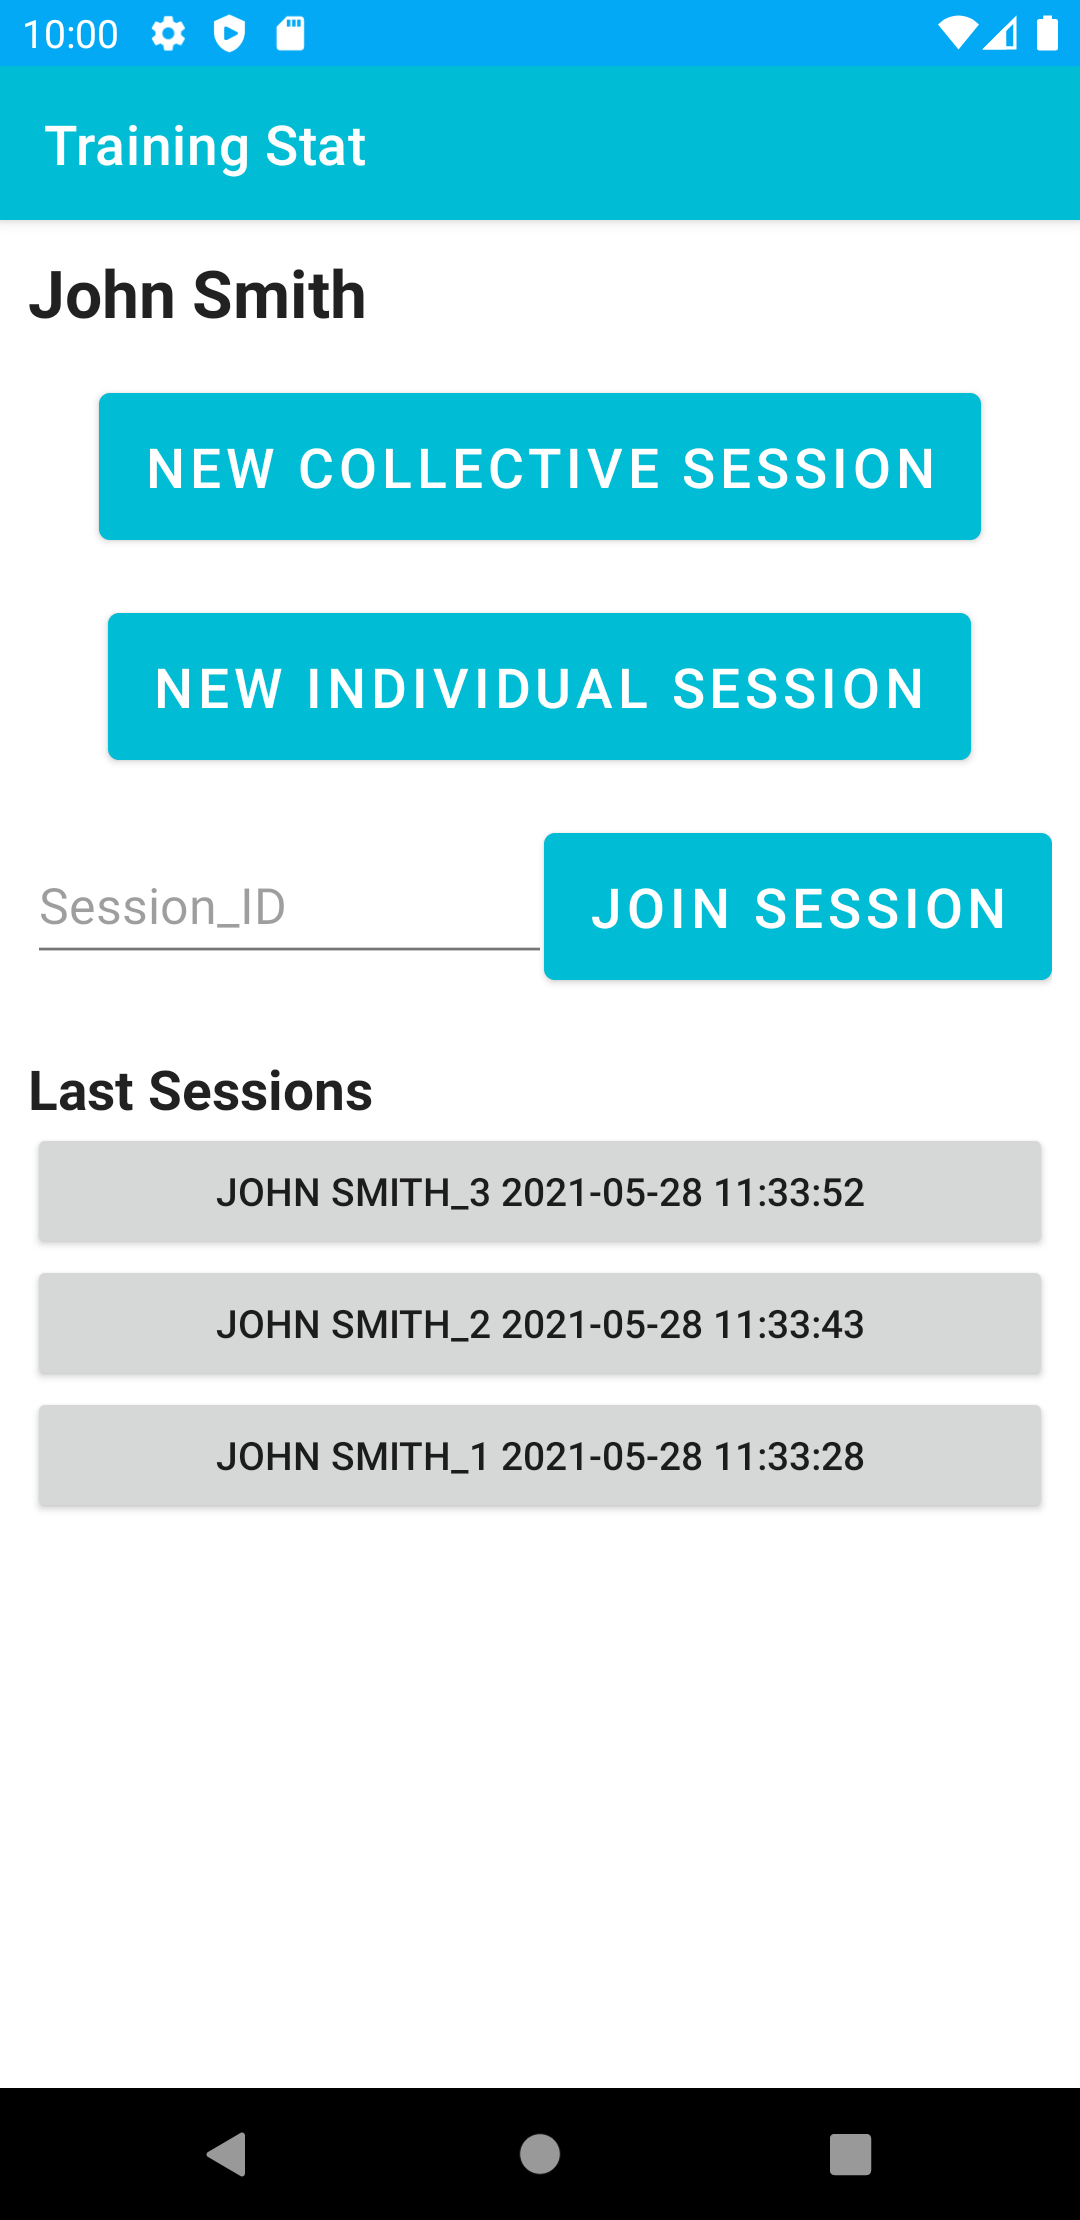 10:00
Training Stat
John Smith
NEW COLLECTIVE SESSION
NEW INDIVIDUAL SESSION
Session_ID
JOIN SESSION
Last Sessions
JOHN SMITH_3 2021-05-28 11:33:52
JOHN SMITH_2 2021-05-28 11:33:43
JOHN SMITH_1 2021-05-28 11:33:28